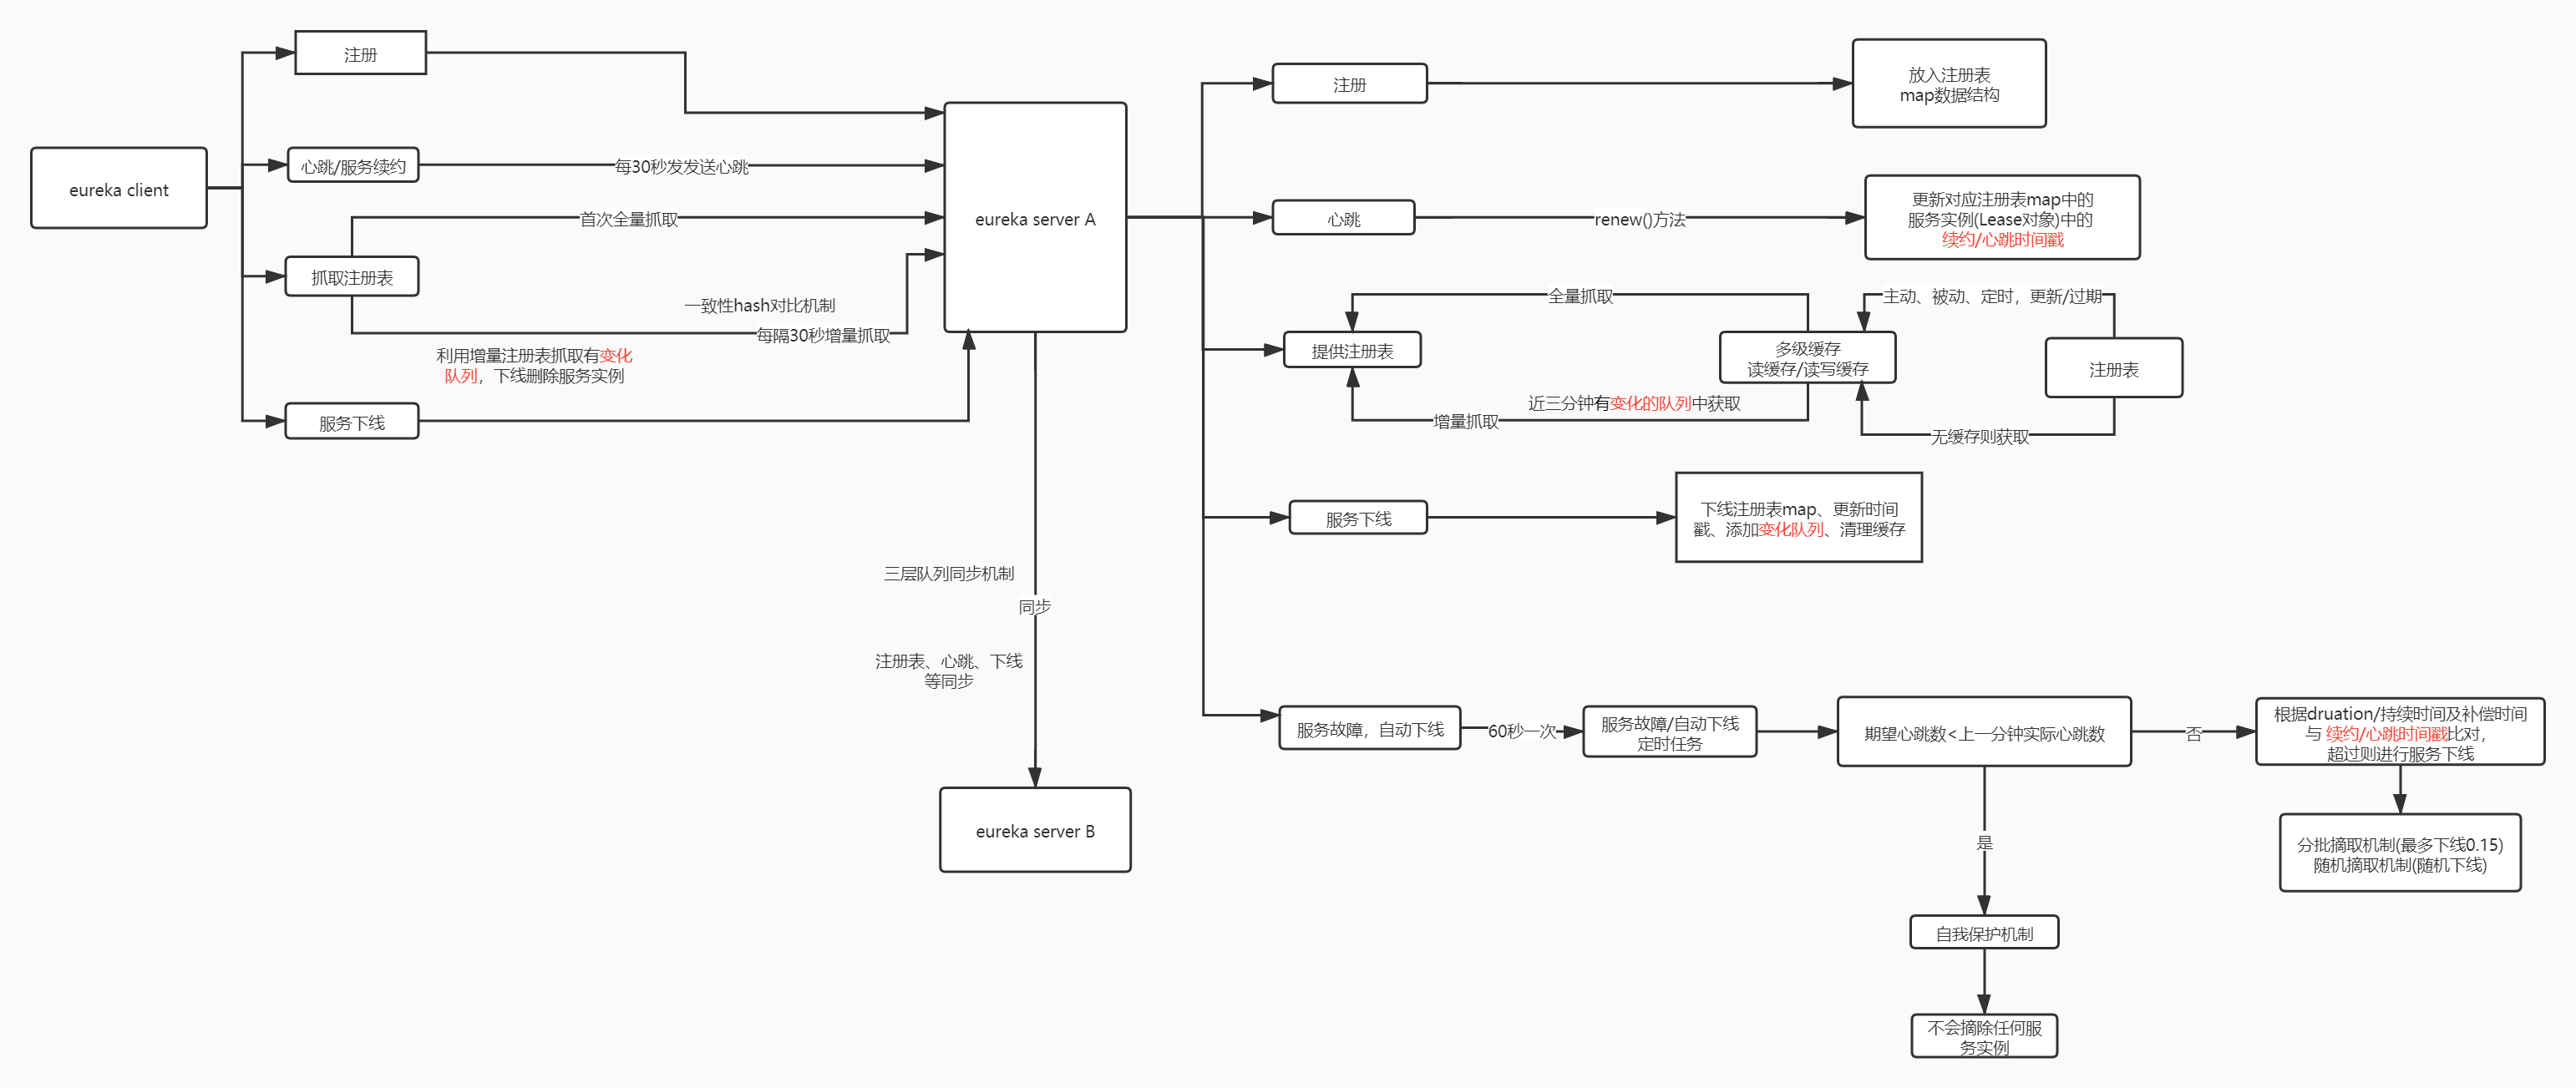 注册
心跳/服务续约
每30秒发发送心跳
eureka client
首次全量抓取
抓取注册表
一致性hash对比机制
每隔30秒增量抓取
利用增量注册表抓取有变化
队列，下线删除服务实例
服务下线
eureka server A
三层队列同步机制
同步
注册表、心跳、下线
等同步
eureka server B
注册
放入注册表
map数据结构
心跳
renew()方法
更新对应注册表map中的
服务实例(Lease对象)中的
续约/心跳时间戳
全量抓取
主动、被动、定时，更新/过期
提供注册表
多级缓存
读缓存/读写缓存
注册表
近三分钟有变化的队列中获取
增量抓取
无缓存则获取
服务下线
下线注册表map、更新时间
戳、添加变化队列、清理缓存
服务故障，自动下线
60秒一次
服务故障/自动下线
定时任务
期望心跳数<上一分钟实际心跳数
否
根据druation/持续时间及补偿时间
与 续约/心跳时间戳比对，
超过则进行服务下线
是
分批摘取机制(最多下线0.15)
随机摘取机制(随机下线)
自我保护机制
不会摘除任何服
务实例